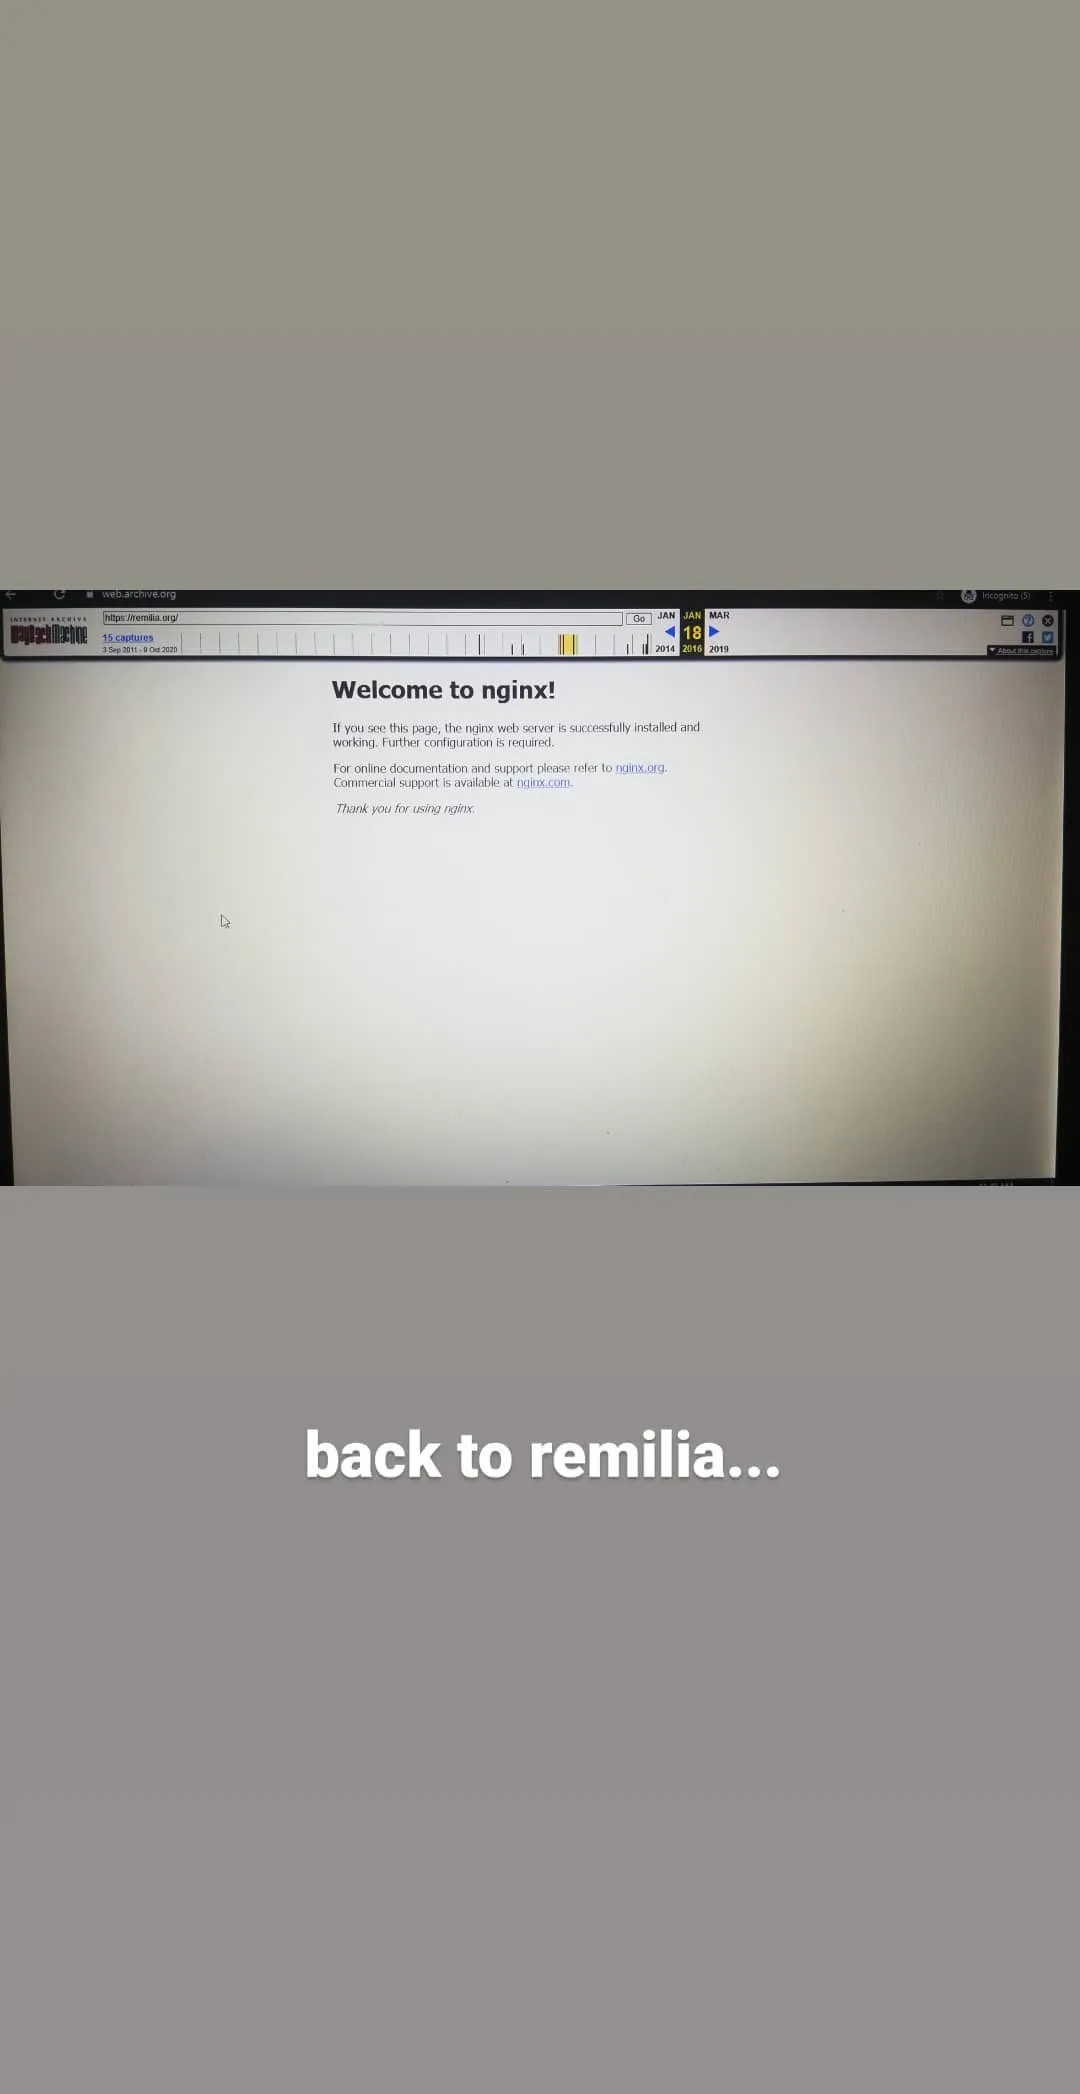 web.archive.org
Incognito (5)
INTERNET ARCHIVE
WayBackMachine
https://remilia.org/
Go
JAN JAN MAR
15 captures
18
3 Sep 2011 - 9 Oct 2020
2014 2016 2019
About this capture
Welcome to nginx!
If you see this page, the nginx web server is successfully installed and
working. Further configuration is required.
For online documentation and support please refer to nginx.org.
Commercial support is available at nginx.com.
Thank you for using nginx.
back to remilia...